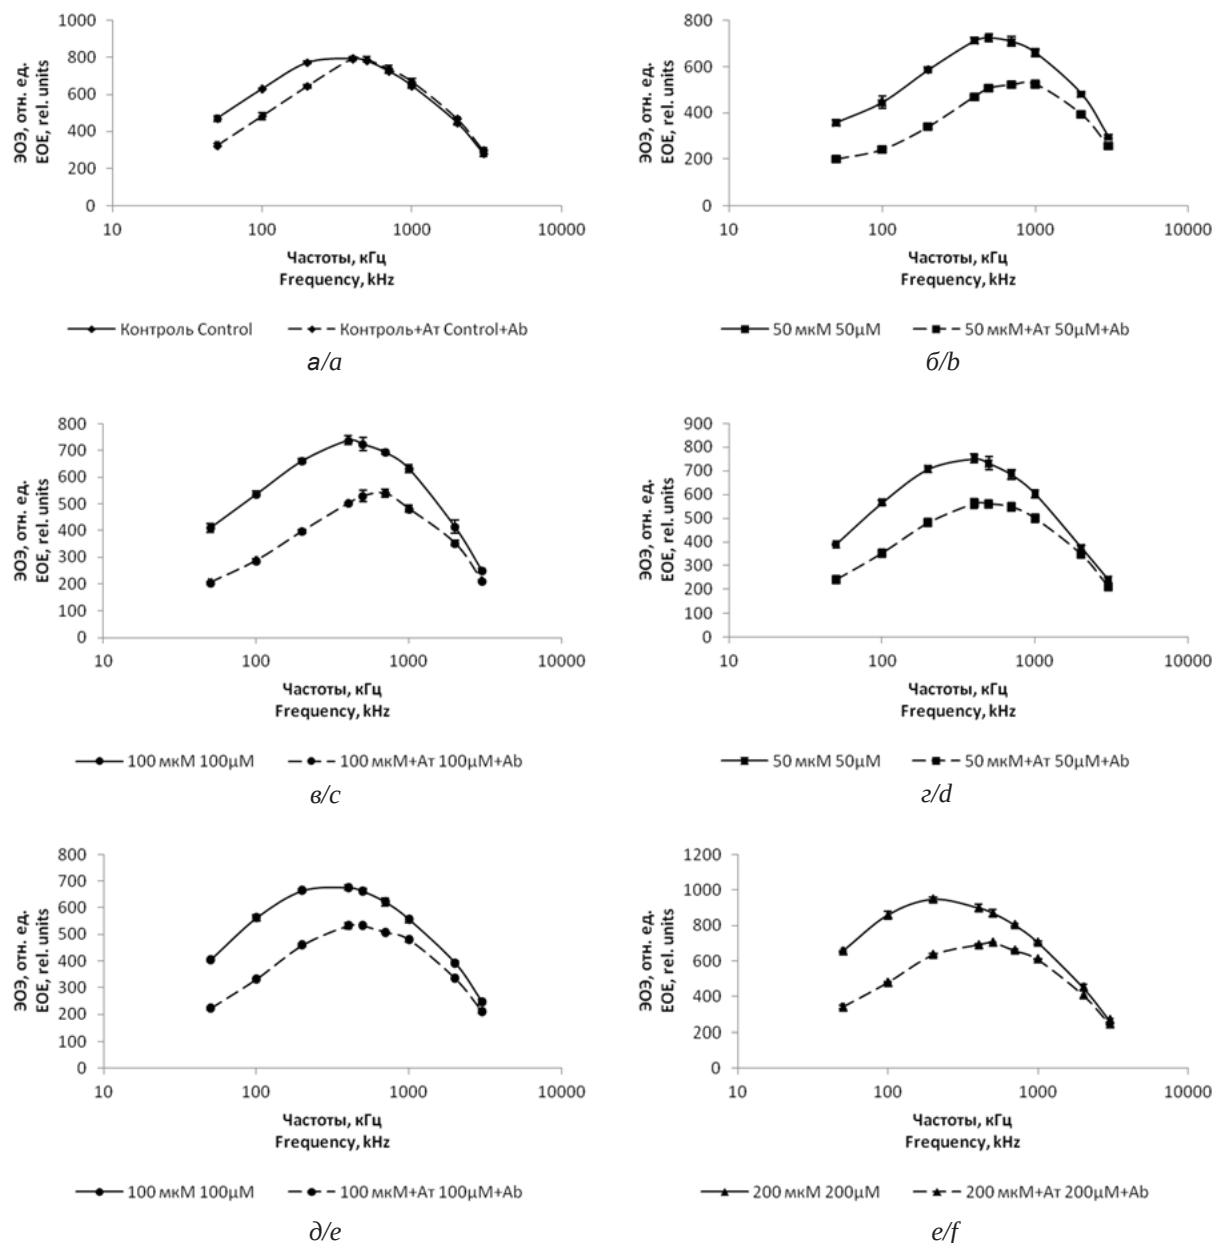 1000
800
600
400
200
0
ЭОЭ, отн. ед.
EOE, rel. units
10 100 1000 10000
Частоты, кГц
Frequency, kHz
Контроль Control Контроль+Ат Control+Ab
а/a
800
600
400
200
0
ЭОЭ, отн. ед.
EOE, rel. units
10 100 1000 10000
Частоты, кГц
Frequency, kHz
50 мкМ 50µM 50 мкМ+Ат 50µM+Ab
б/b
800
700
600
500
400
300
200
100
0
ЭОЭ, отн. ед.
EOE, rel. units
10 100 1000 10000
Частоты, кГц
Frequency, kHz
100 мкМ 100µM 100 мкМ+Ат 100µM+Ab
в/c
900
800
700
600
500
400
300
200
100
0
ЭОЭ, отн. ед.
EOE, rel. units
10 100 1000 10000
Частоты, кГц
Frequency, kHz
50 мкМ 50µM 50 мкМ+Ат 50µM+Ab
г/d
800
700
600
500
400
300
200
100
0
ЭОЭ, отн. ед.
EOE, rel. units
10 100 1000 10000
Частоты, кГц
Frequency, kHz
100 мкМ 100µM 100 мкМ+Ат 100µM+Ab
д/e
1200
1000
800
600
400
200
0
ЭОЭ, отн. ед.
EOE, rel. units
10 100 1000 10000
Частоты, кГц
Frequency, kHz
200 мкМ 200µM 200 мкМ+Ат 200µM+Ab
е/f